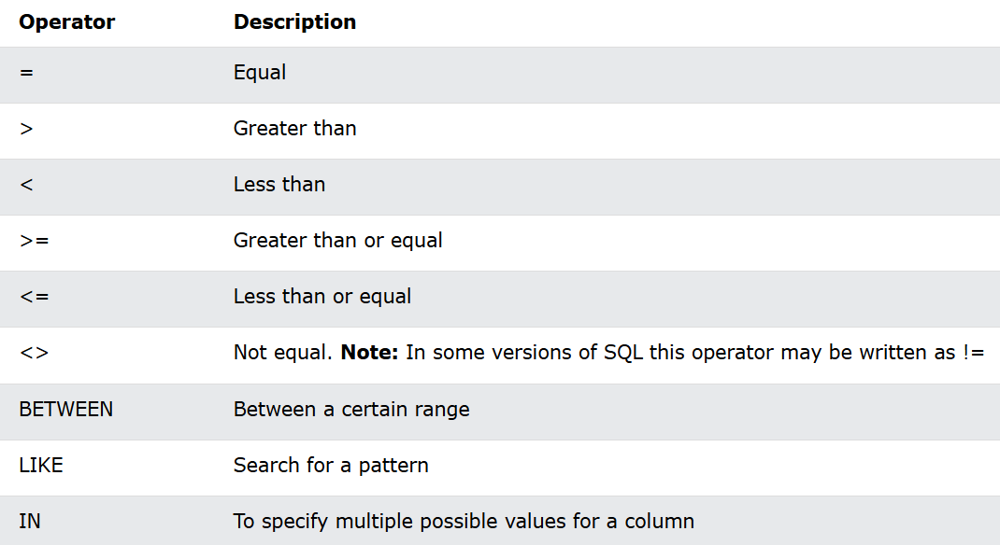 Operator Description
= Equal
> Greater than
< Less than
>= Greater than or equal
<= Less than or equal
<> Not equal. Note: In some versions of SQL this operator may be written as !=
BETWEEN Between a certain range
LIKE Search for a pattern
IN To specify multiple possible values for a column